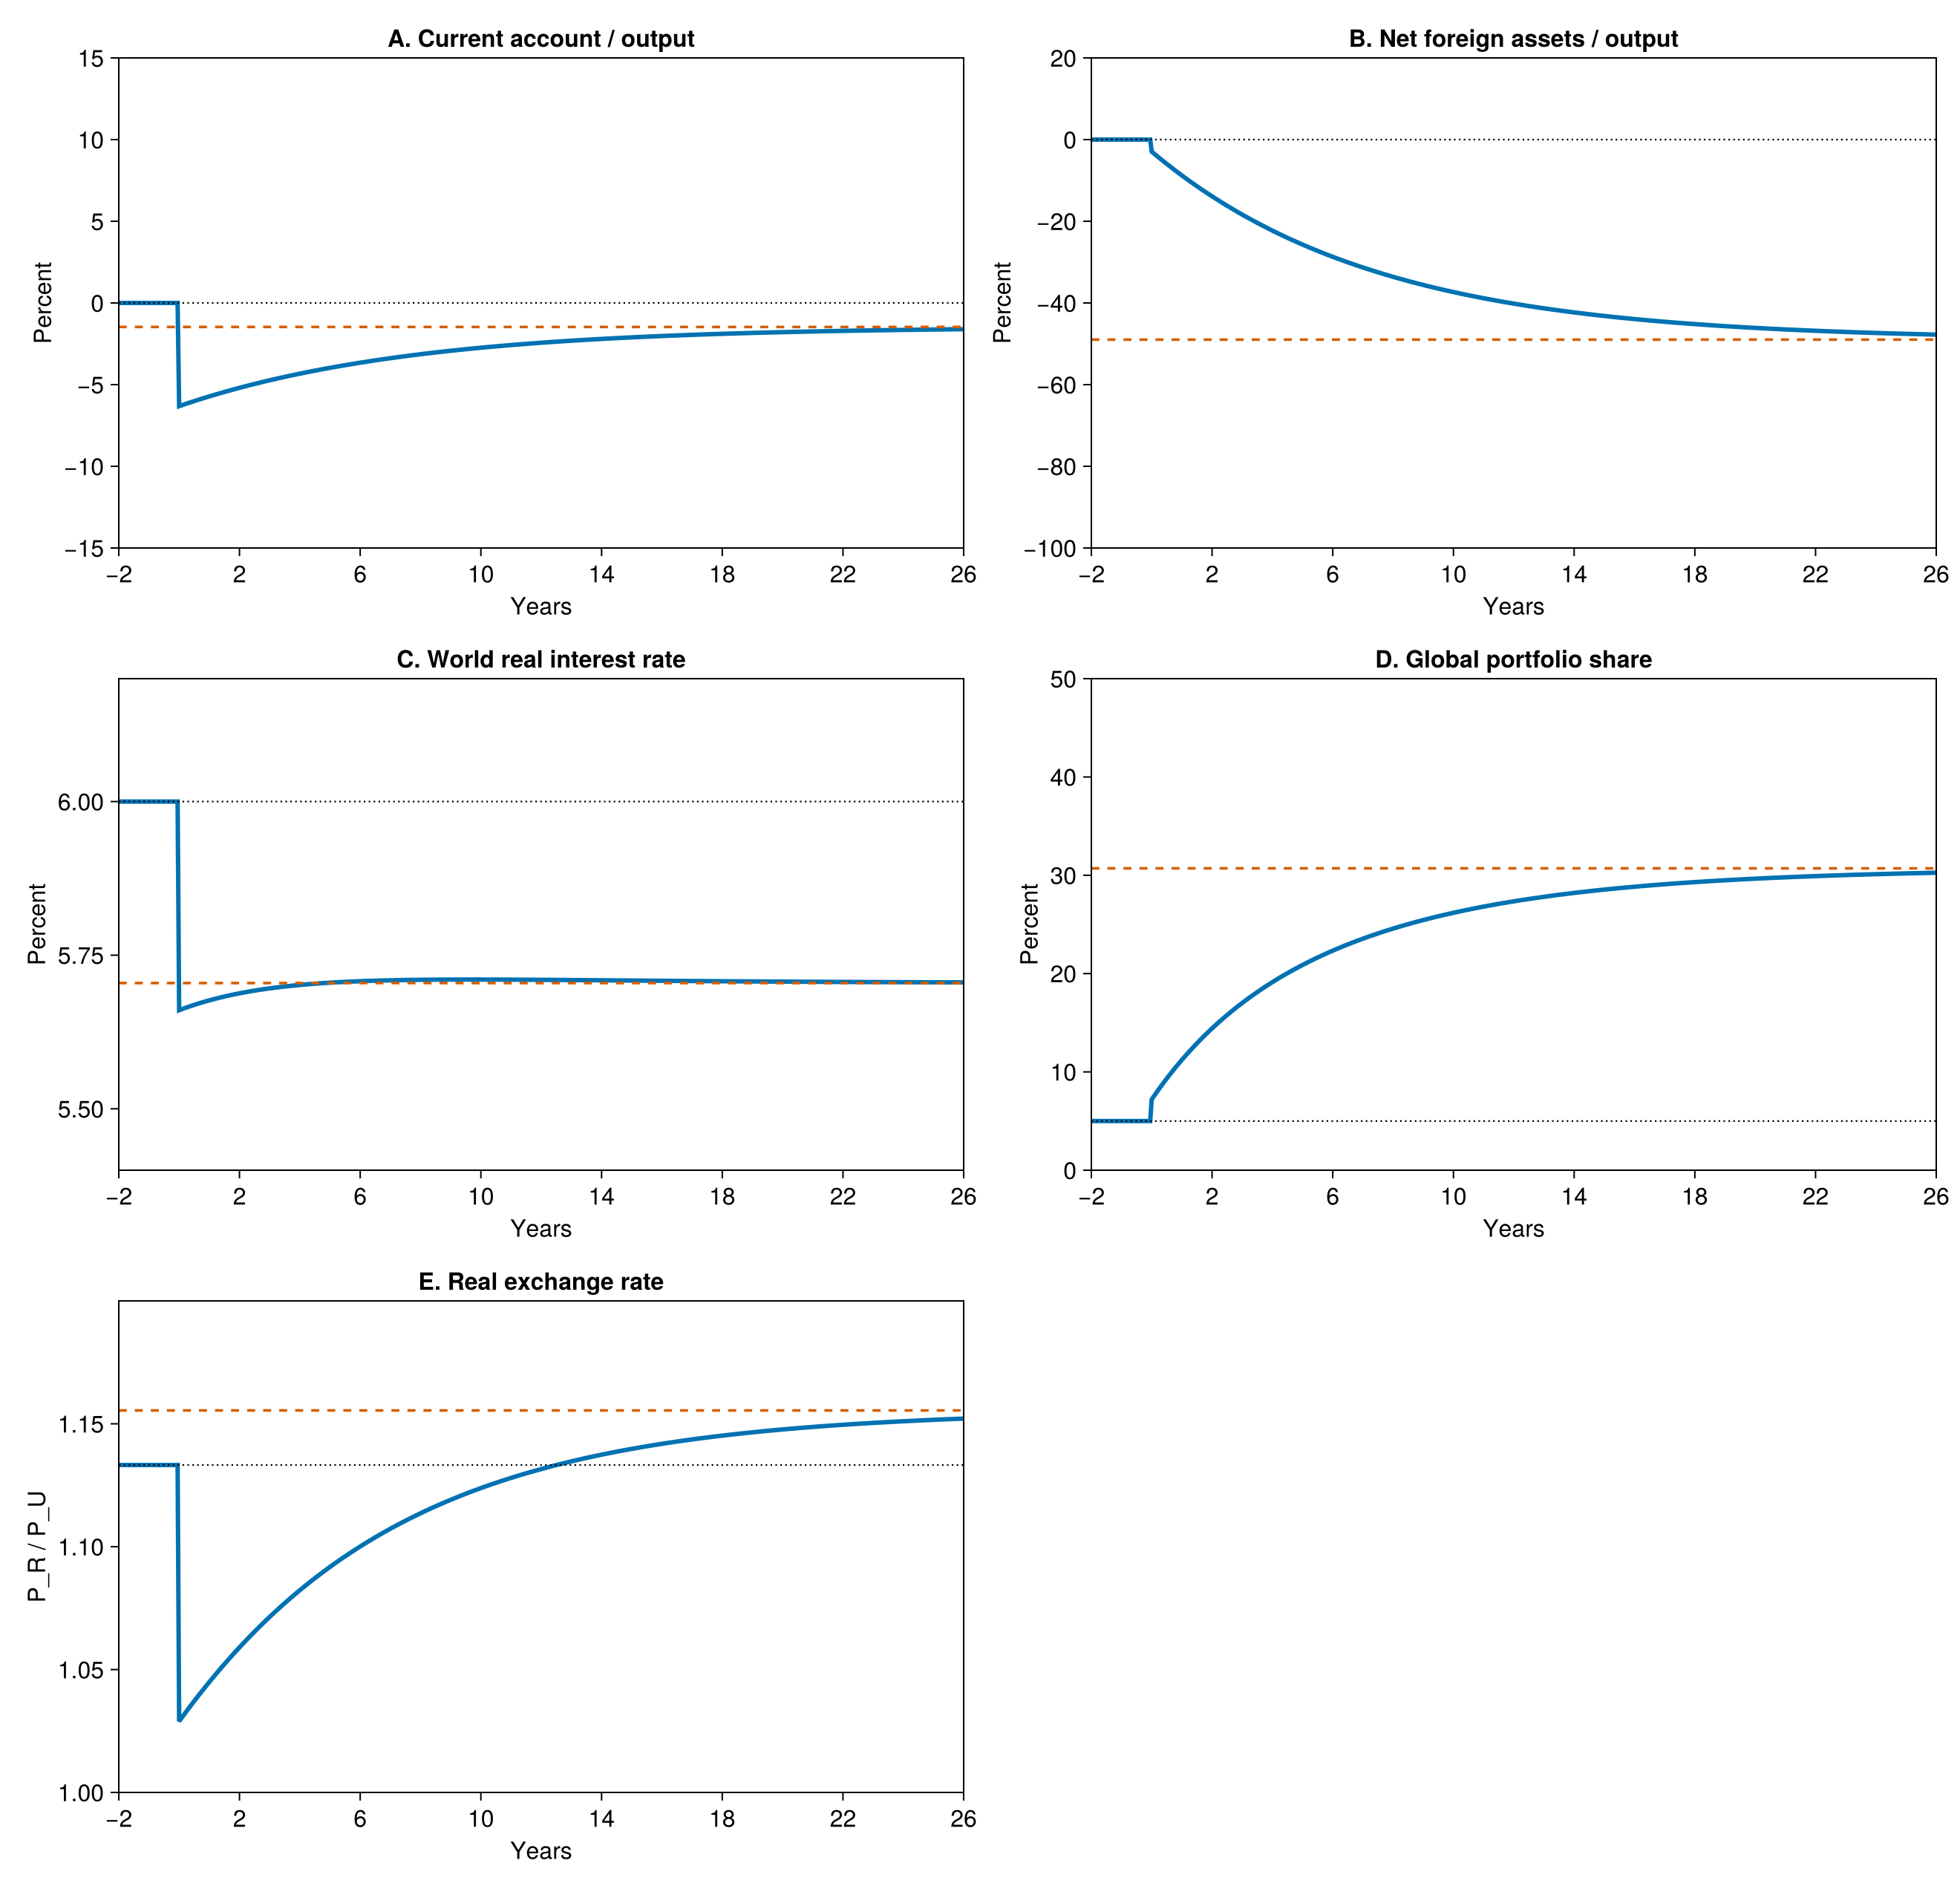 A. Current account / output
15
10
5
0
−5
−10
−15
Percent
−2 2 6 10 14 18 22 26
Years
B. Net foreign assets / output
20
0
−20
−40
−60
−80
−100
Percent
−2 2 6 10 14 18 22 26
Years
C. World real interest rate
6.00
5.75
5.50
Percent
−2 2 6 10 14 18 22 26
Years
D. Global portfolio share
50
40
30
20
10
0
Percent
−2 2 6 10 14 18 22 26
Years
E. Real exchange rate
1.15
1.10
1.05
1.00
P_R / P_U
−2 2 6 10 14 18 22 26
Years